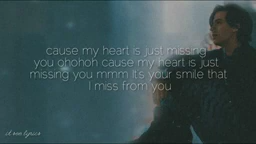 cause my heart is just missing
you ohohoh cause my heart is just
missing you mmm it's your smile that
I miss from you